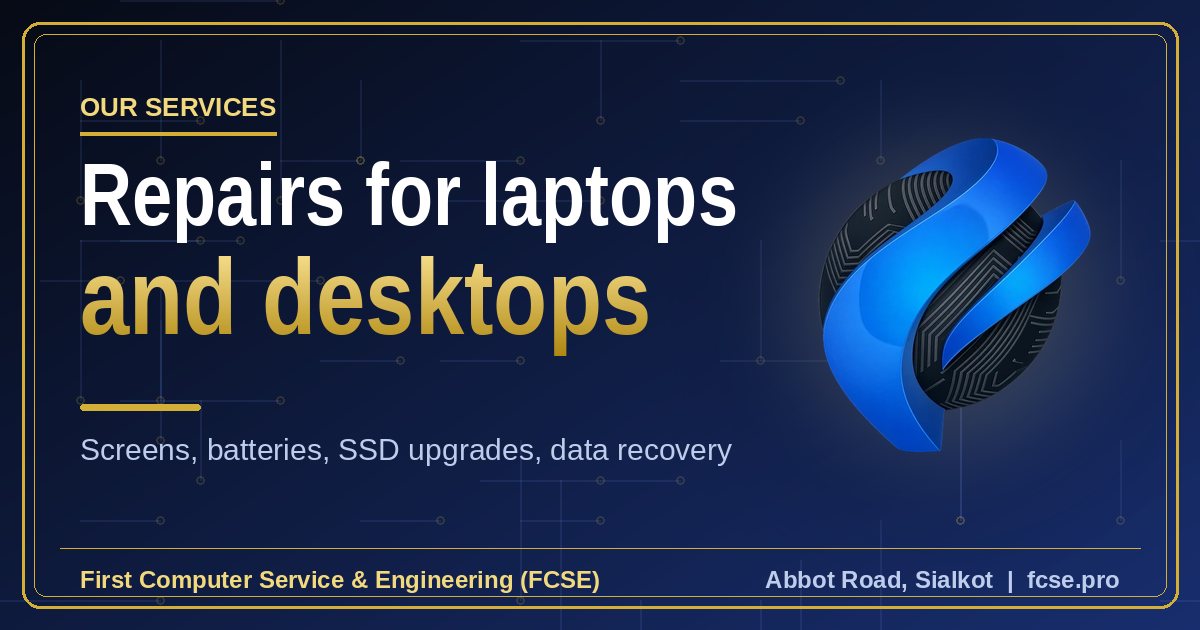 OUR SERVICES
Repairs for laptops
and desktops
Screens, batteries, SSD upgrades, data recovery
First Computer Service & Engineering (FCSE)
Abbot Road, Sialkot | fcse.pro